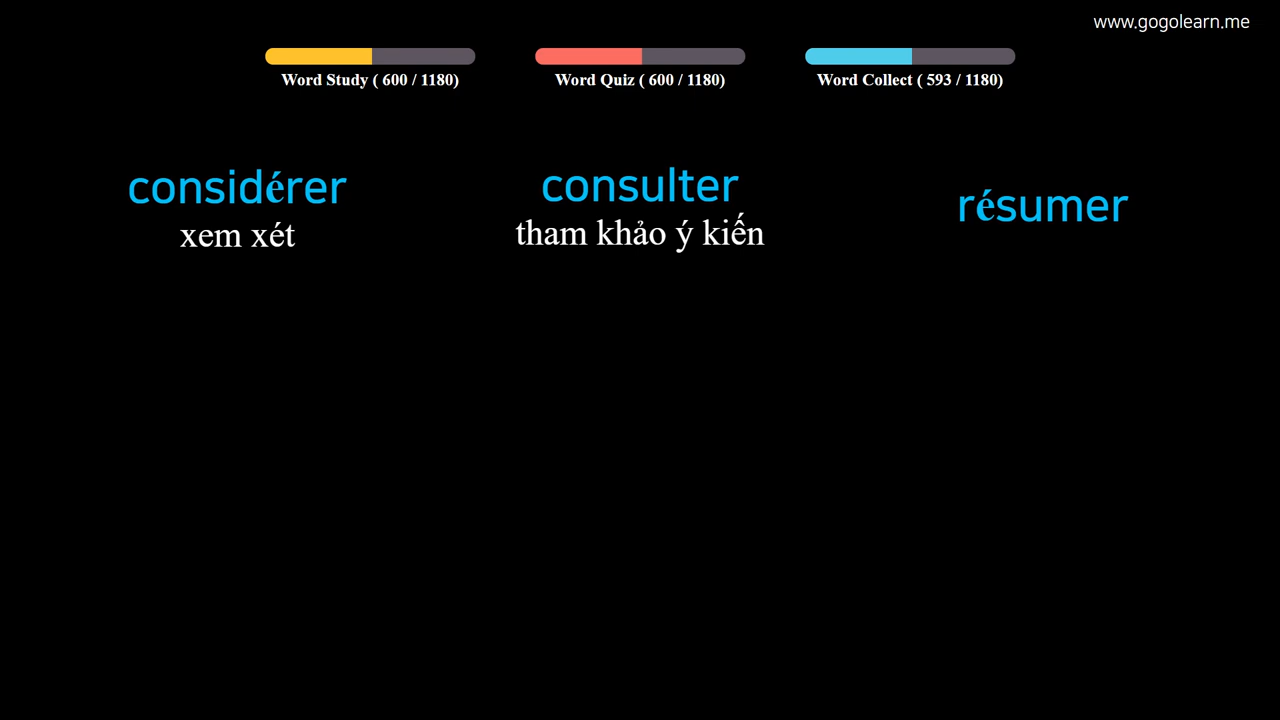 www.gogolearn.me
Word Study ( 600 / 1180)
Word Quiz ( 600 / 1180)
Word Collect ( 593 / 1180)
considérer
xem xét
consulter
tham khảo ý kiến
résumer